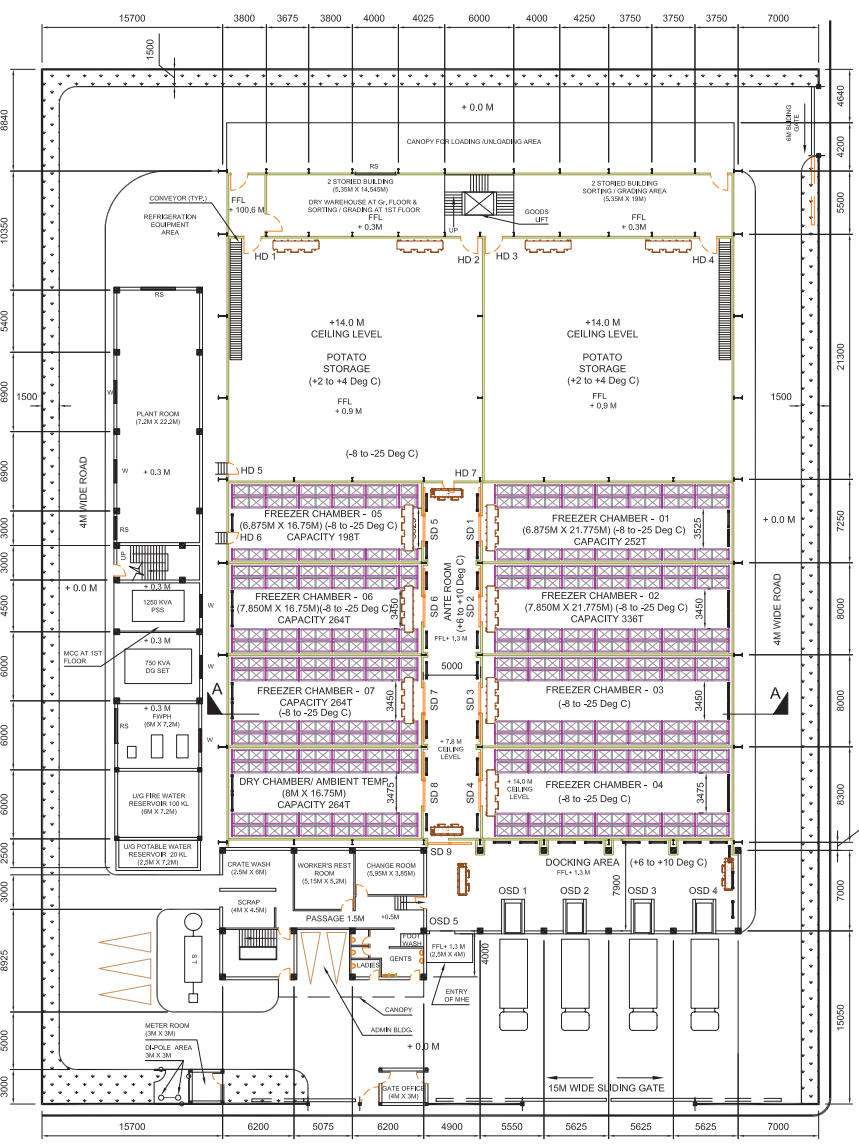 15700
3800
3675
3800
4000
4025
6000
4000
4125
3750
3750
3750
7000
1500
8840
10350
5400
6900
6900
3000
3000
4500
6000
6000
6000
2500
3000
8925
5000
3000
4640
4200
5500
21300
7250
8000
8000
8300
7000
15050
+ 0.0 M
6M SLIDING
GATE
CANOPY FOR LOADING /UNLOADING AREA
RS
CONVEYOR (TYP,)
REFRIGERATION
EQUIPMENT
AREA
FFL
+ 100.6 M
2 STORIED BUILDING
(5.35M X 14.545M)
DRY WAREHOUSE AT Gr. FLOOR &
SORTING / GRADING AT 1ST FLOOR
FFL
+ 0.3M
UP
GOODS
LIFT
2 STORIED BUILDING
SORTING / GRADING AREA
(5.35M X 19M)
FFL
+ 0.3M
HD 1
HD 2
HD 3
HD 4
+14.0 M
CEILING LEVEL
POTATO
STORAGE
(+2 to +4 Deg C)
FFL
+ 0.9 M
(-8 to -25 Deg C)
+14.0 M
CEILING LEVEL
POTATO
STORAGE
(+2 to +4 Deg C)
FFL
+ 0,9 M
RS
1500
1500
W
PLANT ROOM
(7.2M X 22.2M)
W
+ 0.3 M
4M WIDE ROAD
RS
HD 5
HD 6
HD 7
FREEZER CHAMBER - 05
(6.875M X 16.75M) (-8 to -25 Deg C)
CAPACITY 198T
SD 5
SD 1
FREEZER CHAMBER - 01
(6.875M X 21.775M) (-8 to -25 Deg C)
CAPACITY 252T
3525
+ 0.0 M
UP
+ 0.0 M
+ 0.3 M
1250 KVA
PSS
W
FREEZER CHAMBER - 06
(7.850M X 16.75M)(-8 to -25 Deg C)
CAPACITY 264T
3450
SD 6
ANTE ROOM
(+6 to +10 Deg C)
FFL+ 1,3 M
SD 2
FREEZER CHAMBER - 02
(7.850M X 21.775M) (-8 to -25 Deg C)
CAPACITY 336T
3450
4M WIDE ROAD
MCC AT 1ST
FLOOR
+ 0.3 M
750 KVA
DG SET
W
5000
A
FREEZER CHAMBER - 07
CAPACITY 264T
(-8 to -25 Deg C)
3450
SD 7
SD 3
FREEZER CHAMBER - 03
(-8 to -25 Deg C)
3450
A
+ 0.3 M
FWPH
(6M X 7.2M)
RS
W
+ 7,8 M
CEILING
LEVEL
U/G FIRE WATER
RESERVOIR 100 KL
(6M X 7,2M)
DRY CHAMBER/ AMBIENT TEMP.
(8M X 16.75M)
CAPACITY 264T
3475
SD 8
SD 4
+ 14,0 M
CEILING
LEVEL
FREEZER CHAMBER - 04
(-8 to -25 Deg C)
3475
U/G POTABLE WATER
RESERVOIR 20 KL
(2,5M X 7,2M)
CRATE WASH
(2.5M X 6M)
WORKER'S REST
ROOM
(5,15M X 5,2M)
CHANGE ROOM
(5,95M X 3,85M)
SD 9
DOCKING AREA
(+6 to +10 Deg C)
FFL+ 1,3 M
7900
OSD 1
OSD 2
OSD 3
OSD 4
SCRAP
(4M X 4.5M)
PASSAGE 1.5M
+0.5M
OSD 5
FOOT
WASH
FFL+ 1,3 M
(2,5M X 4M)
GENTS
LADIES
4000
S T
ENTRY
OF MHE
CANOPY
ADMIN BLDG.
METER ROOM
(3M X 3M)
DI-POLE AREA
3M X 3M
+ 0.0 M
GATE OFFICE
(4M X 3M)
15M WIDE SLIDING GATE
15700
6200
5075
6200
4900
5550
5625
5625
5625
7000